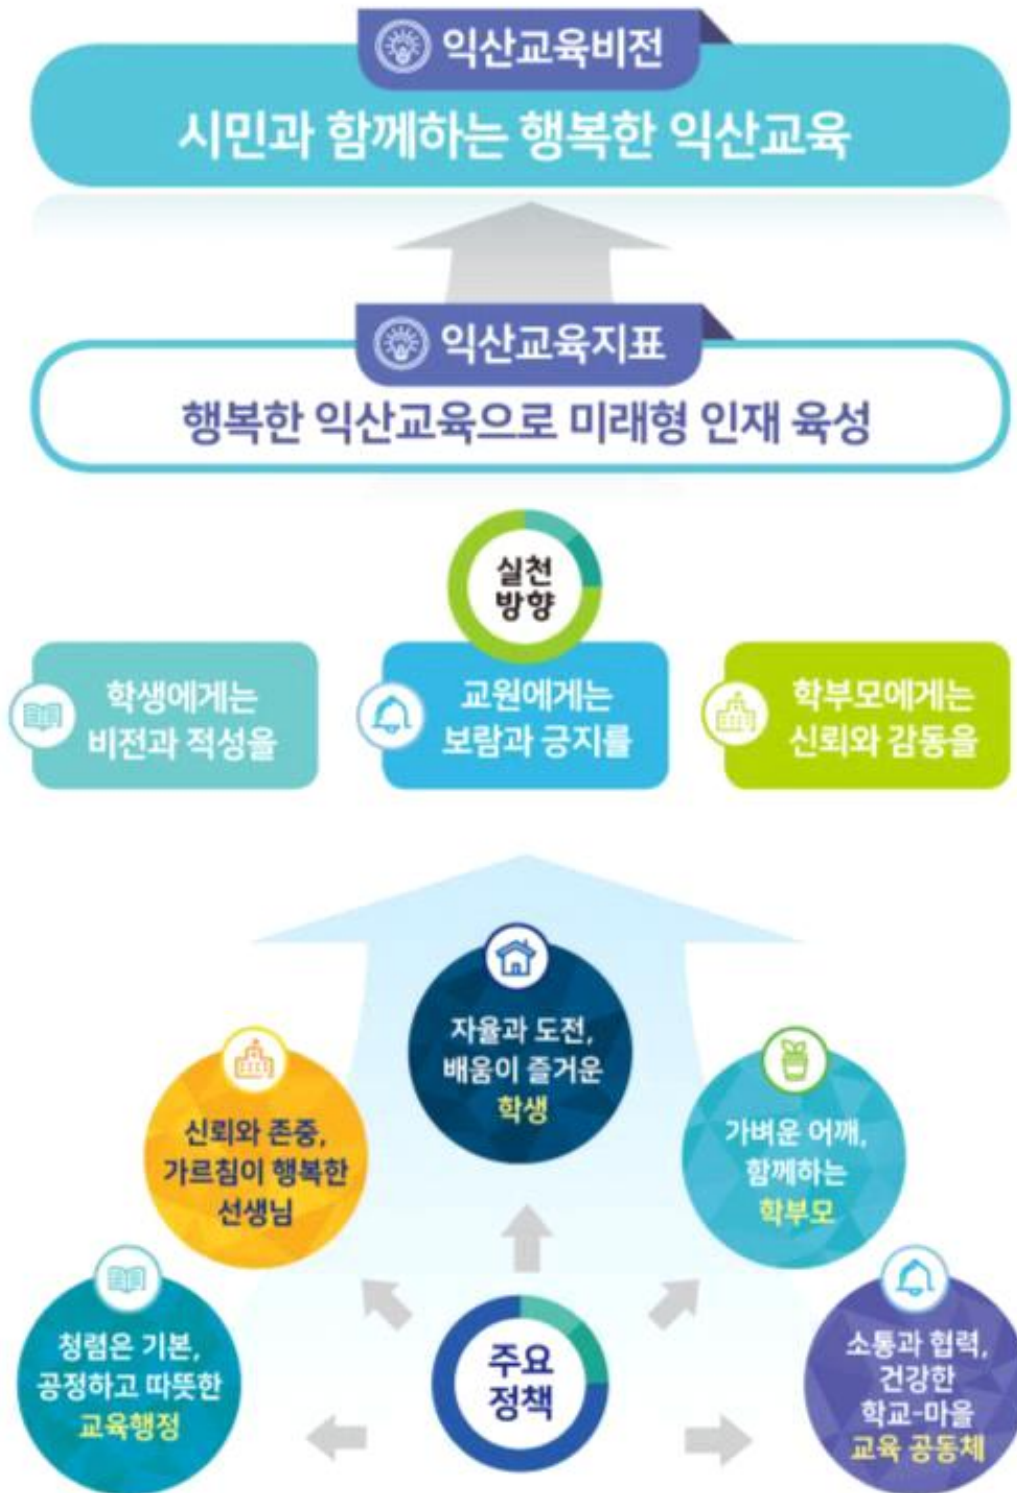 익산교육비전
시민과 함께하는 행복한 익산교육
익산교육지표
행복한 익산교육으로 미래형 인재 육성
실천
방향
학생에게는
비전과 적성을
교원에게는
보람과 긍지를
학부모에게는
신뢰와 감동을
자율과 도전,
배움이 즐거운
학생
신뢰와 존중,
가르침이 행복한
선생님
가벼운 어깨,
함께하는
학부모
청렴은 기본,
공정하고 따뜻한
교육행정
주요
정책
소통과 협력,
건강한
학교-마을
교육 공동체